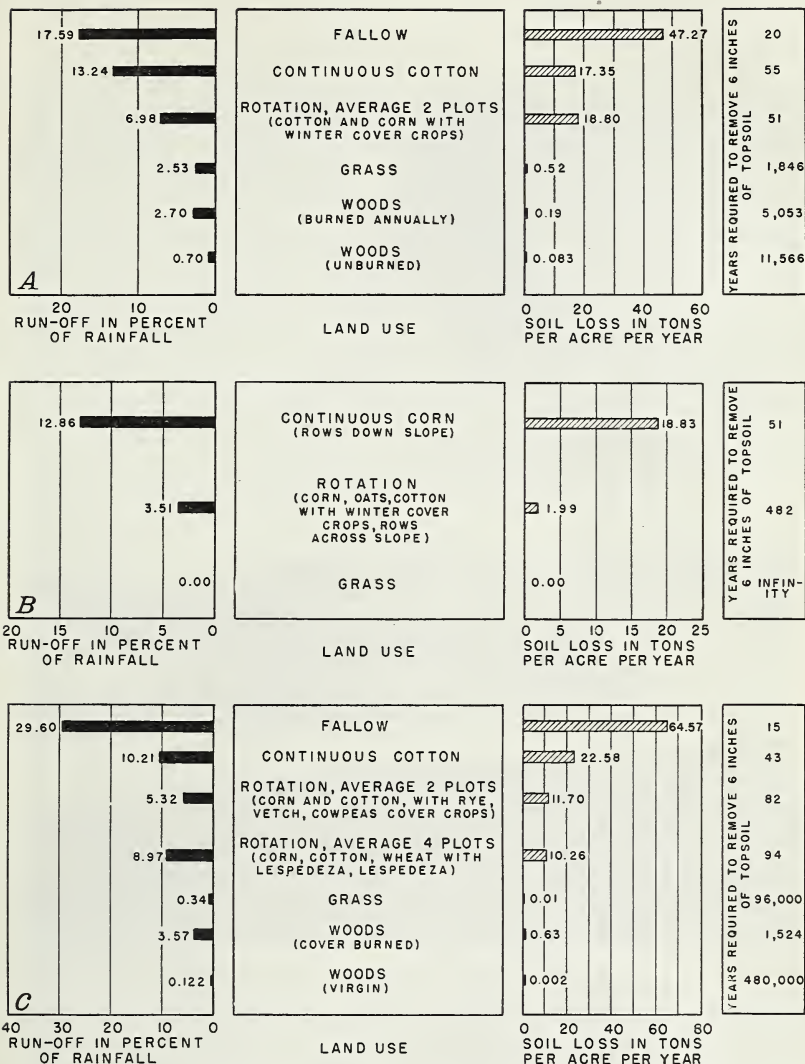 17.59 FALLOW 47.27 20
13.24 CONTINUOUS COTTON 17.35 55
6.98 ROTATION, AVERAGE 2 PLOTS 18.80 51
(COTTON AND CORN WITH
WINTER COVER CROPS)
2.53 GRASS 0.52 1,846
2.70 WOODS 0.19 5,053
(BURNED ANNUALLY)
0.70 WOODS 0.083 11,566
(UNBURNED)
YEARS REQUIRED TO REMOVE 6 INCHES
OF TOPSOIL
A
20 10 0
RUN-OFF IN PERCENT
OF RAINFALL
LAND USE
0 20 40 60
SOIL LOSS IN TONS
PER ACRE PER YEAR
12.86 CONTINUOUS CORN 18.83 51
(ROWS DOWN SLOPE)
3.51 ROTATION 1.99 482
(CORN, OATS, COTTON
WITH WINTER COVER
CROPS, ROWS
ACROSS SLOPE)
0.00 GRASS 0.00 INFIN-
ITY
YEARS REQUIRED TO REMOVE
6 INCHES OF TOPSOIL
B
20 15 10 5 0
RUN-OFF IN PERCENT
OF RAINFALL
LAND USE
0 5 10 15 20 25
SOIL LOSS IN TONS
PER ACRE PER YEAR
29.60 FALLOW 64.57 15
10.21 CONTINUOUS COTTON 22.58 43
5.32 ROTATION, AVERAGE 2 PLOTS 11.70 82
(CORN AND COTTON, WITH RYE,
VETCH, COWPEAS COVER CROPS)
8.97 ROTATION, AVERAGE 4 PLOTS 10.26 94
(CORN, COTTON, WHEAT WITH
LESPEDEZA, LESPEDEZA)
0.34 GRASS 0.01 96,000
3.57 WOODS 0.63 1,524
(COVER BURNED)
0.122 WOODS 0.002 480,000
(VIRGIN)
YEARS REQUIRED TO REMOVE 6 INCHES
OF TOPSOIL
C
40 30 20 10 0
RUN-OFF IN PERCENT
OF RAINFALL
LAND USE
0 20 40 60 80
SOIL LOSS IN TONS
PER ACRE PER YEAR